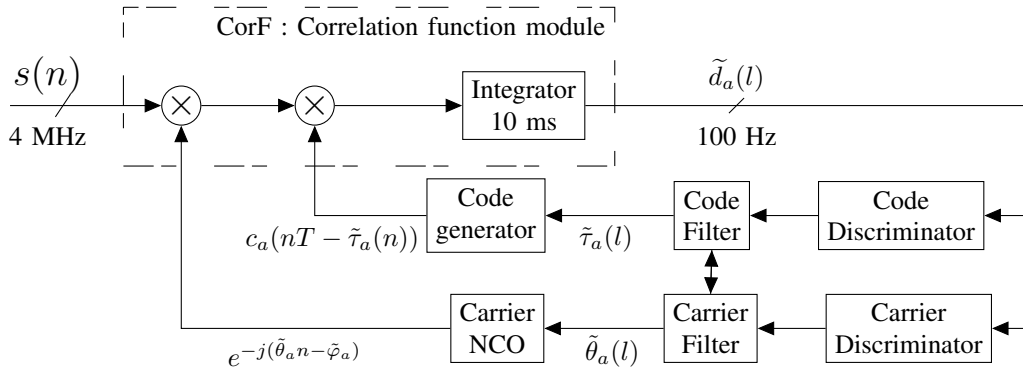 CorF : Correlation function module
s(n)
4 MHz
×
×
Integrator
10 ms
d̃ₐ(l)
100 Hz
Code
generator
cₐ(nT − τ̃ₐ(n))
τ̃ₐ(l)
Code
Filter
Code
Discriminator
Carrier
NCO
e^{−j(θ̃ₐn−φ̃ₐ)}
θ̃ₐ(l)
Carrier
Filter
Carrier
Discriminator